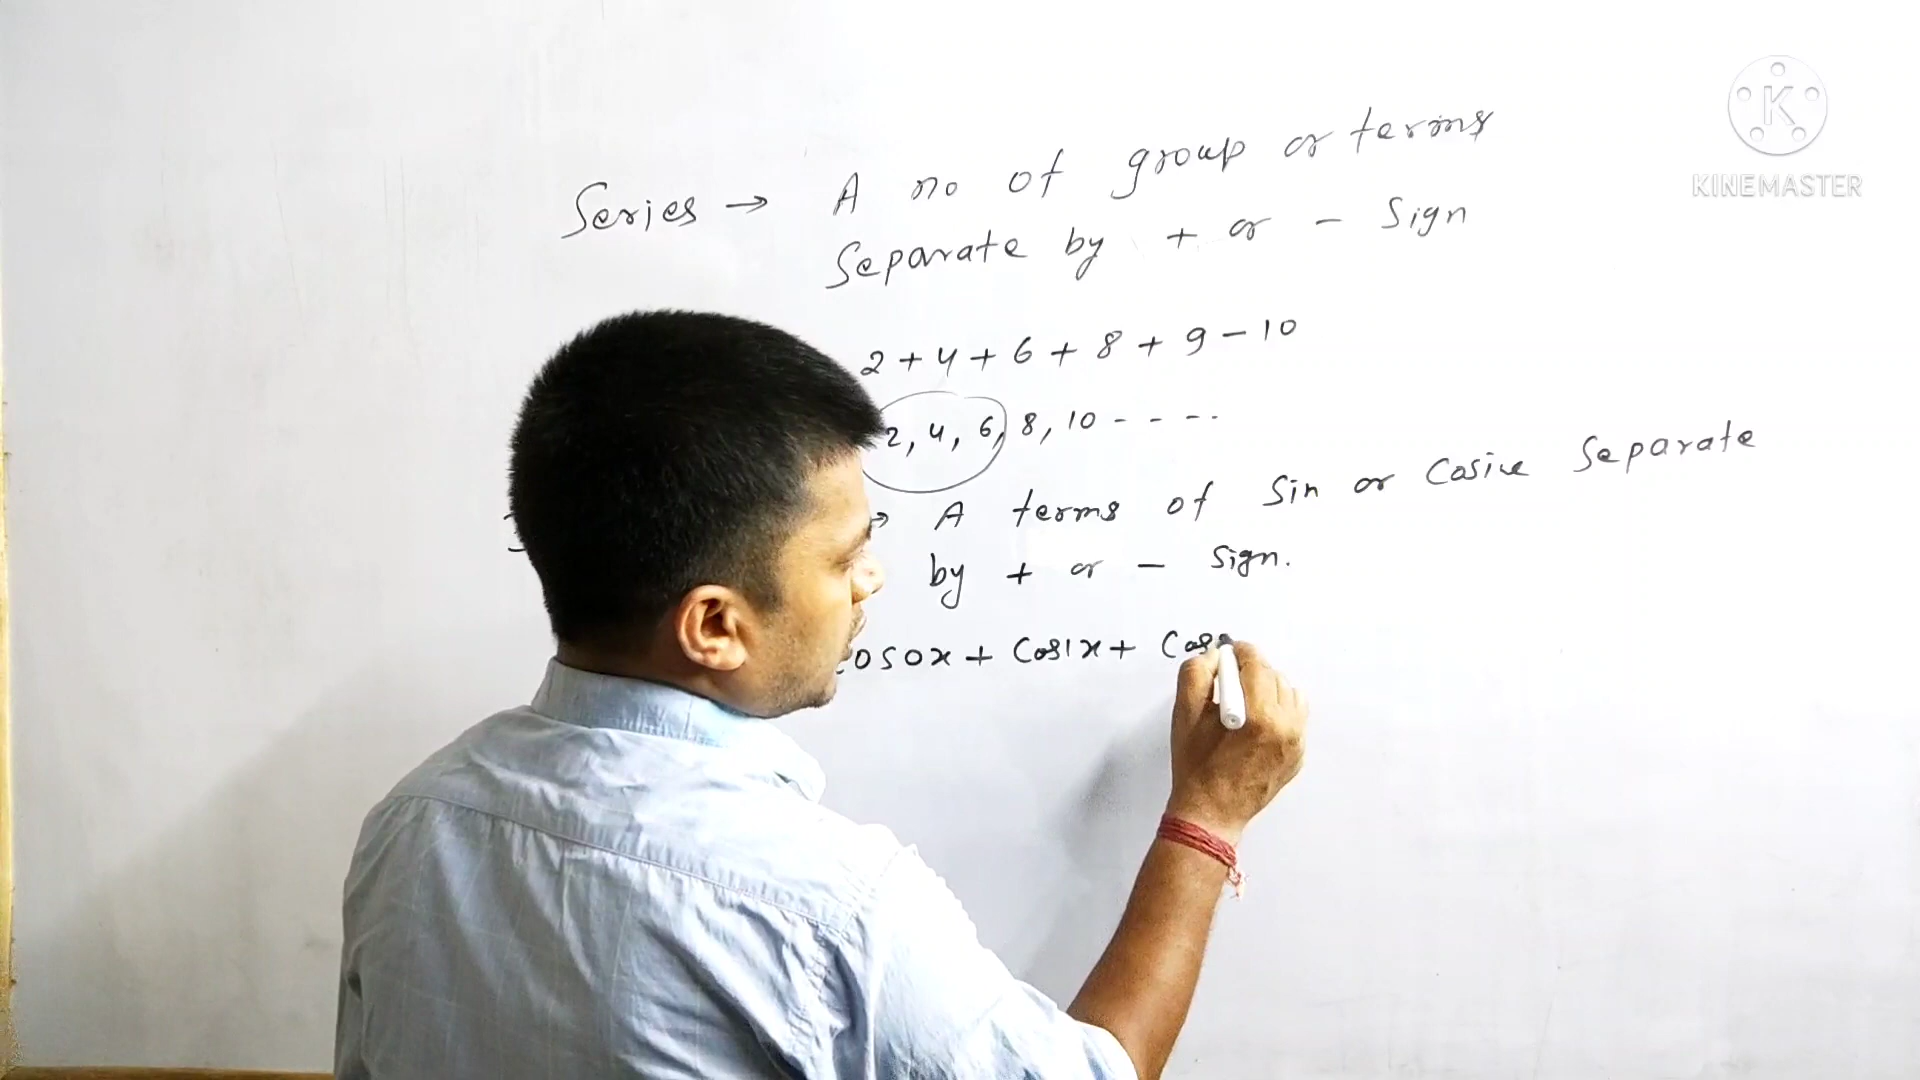 KINEMASTER
Series → A no of group or terms
Separate by + or - Sign
2 + 4 + 6 + 8 + 9 - 10
2, 4, 6, 8, 10 - - - -
→ A terms of Sin or Cosine Separate
by + or - Sign.
cos0x + Cos1x + Cos